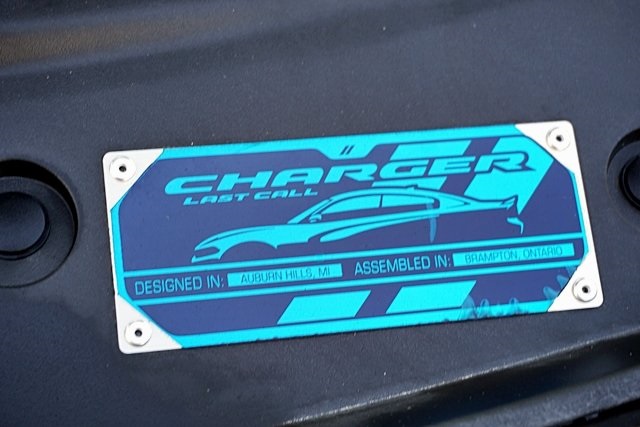 CHARGER
LAST CALL
DESIGNED IN: AUBURN HILLS, MI ASSEMBLED IN: BRAMPTON, ONTARIO